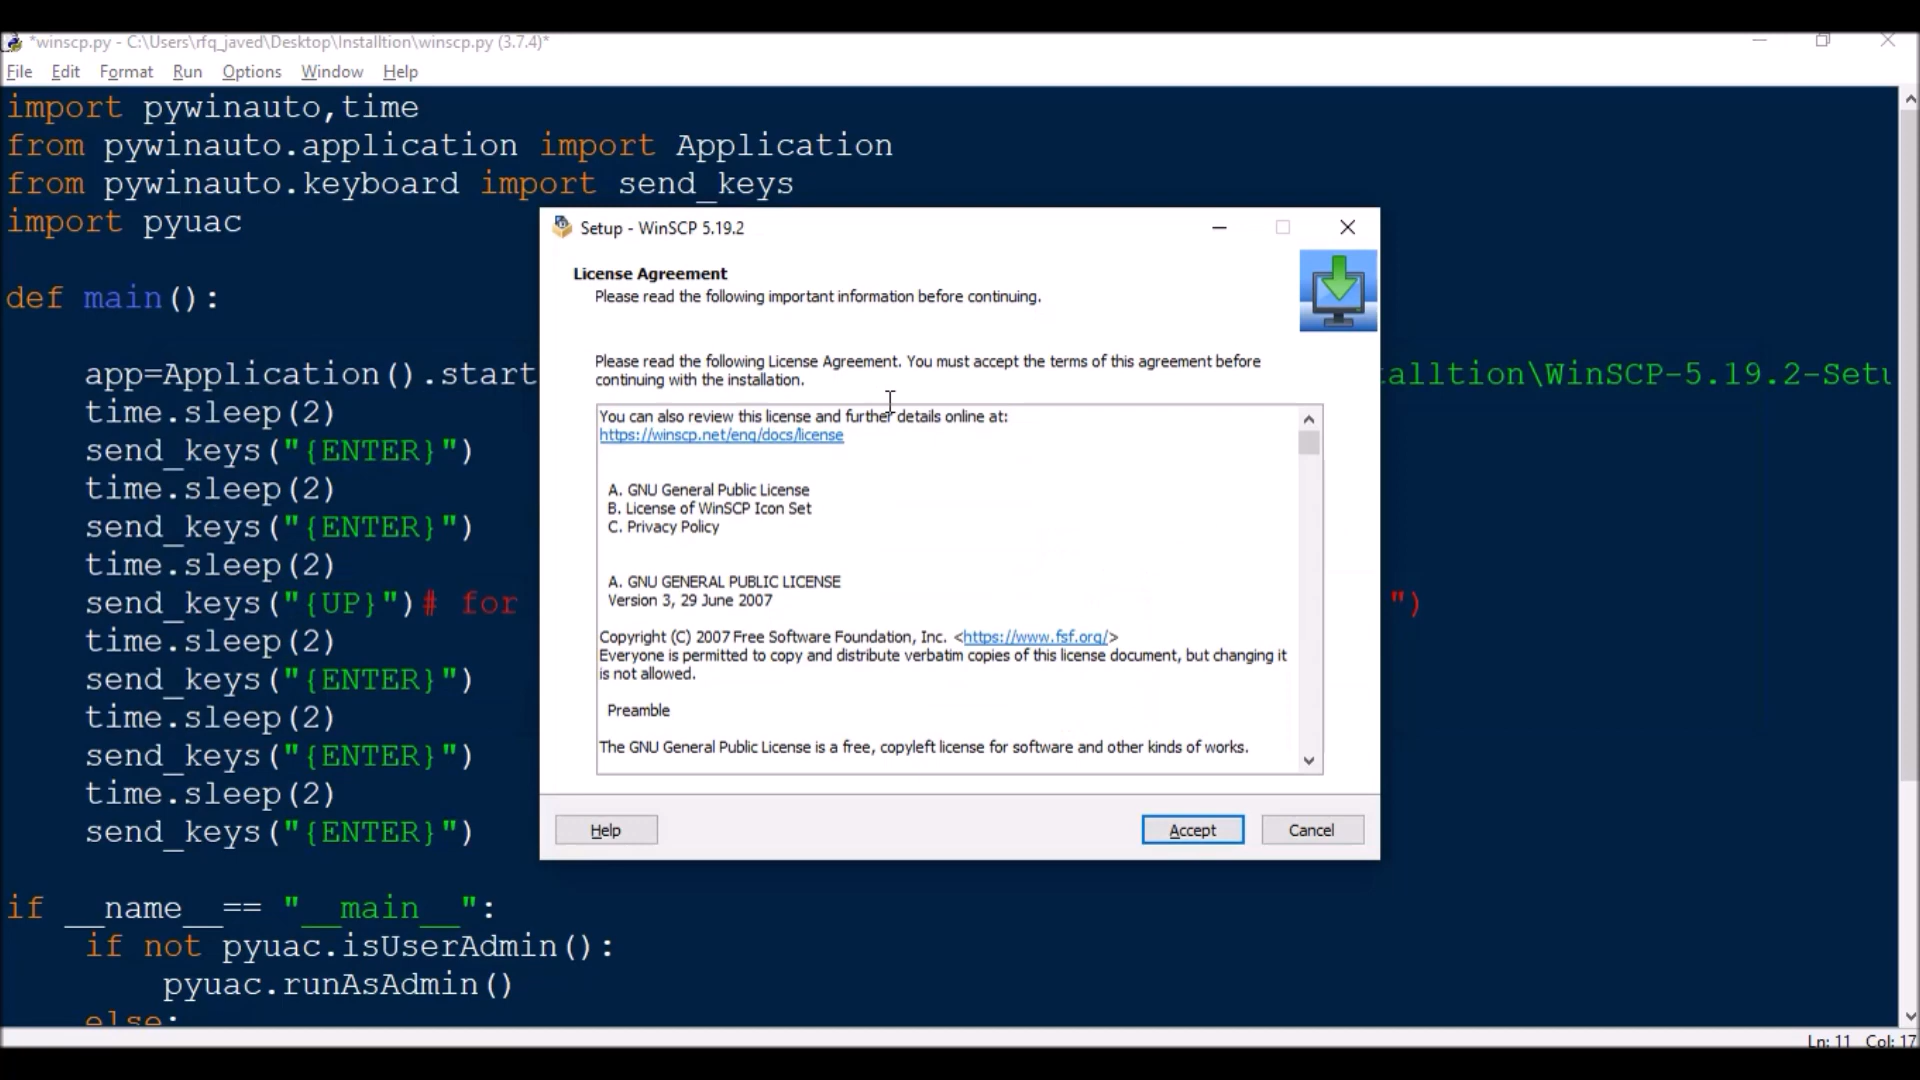 *winscp.py - C:\Users\rfq_javed\Desktop\Installtion\winscp.py (3.7.4)*
File Edit Format Run Options Window Help
import pywinauto,time
from pywinauto.application import Application
from pywinauto.keyboard import send_keys
import pyuac
def main():
app=Application().start
alltion\WinSCP-5.19.2-Setu
time.sleep(2)
send_keys("{ENTER}")
time.sleep(2)
send_keys("{ENTER}")
time.sleep(2)
send_keys("{UP}")# for
")
time.sleep(2)
send_keys("{ENTER}")
time.sleep(2)
send_keys("{ENTER}")
time.sleep(2)
send_keys("{ENTER}")
if __name__== "__main__":
if not pyuac.isUserAdmin():
pyuac.runAsAdmin()
else:
Setup - WinSCP 5.19.2
License Agreement
Please read the following important information before continuing.
Please read the following License Agreement. You must accept the terms of this agreement before
continuing with the installation.
You can also review this license and further details online at:
https://winscp.net/eng/docs/license
A. GNU General Public License
B. License of WinSCP Icon Set
C. Privacy Policy
A. GNU GENERAL PUBLIC LICENSE
Version 3, 29 June 2007
Copyright (C) 2007 Free Software Foundation, Inc. <https://www.fsf.org/>
Everyone is permitted to copy and distribute verbatim copies of this license document, but changing it
is not allowed.
Preamble
The GNU General Public License is a free, copyleft license for software and other kinds of works.
Help Accept Cancel
Ln: 11 Col: 17